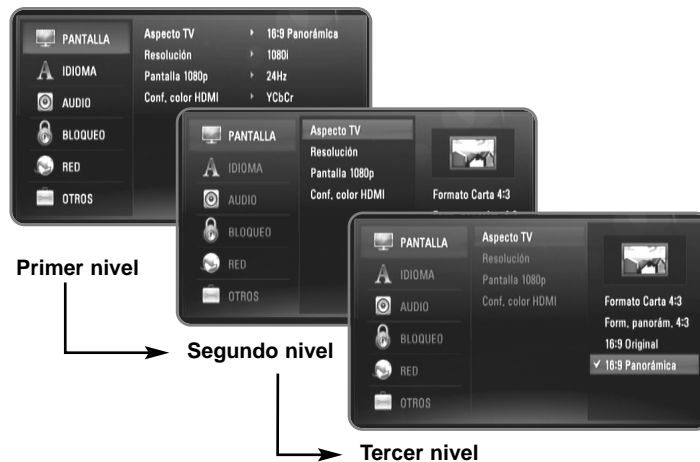 PANTALLA
IDIOMA
AUDIO
BLOQUEO
RED
OTROS
Aspecto TV 16:9 Panorámica
Resolución 1080i
Pantalla 1080p 24Hz
Conf. color HDMI YCbCr
Primer nivel
PANTALLA
IDIOMA
AUDIO
BLOQUEO
RED
OTROS
Aspecto TV
Resolución
Pantalla 1080p
Conf. color HDMI
Formato Carta 4:3
Segundo nivel
PANTALLA
IDIOMA
AUDIO
BLOQUEO
RED
OTROS
Aspecto TV
Resolución
Pantalla 1080p
Conf. color HDMI
Formato Carta 4:3
Form. panorám. 4:3
16:9 Original
16:9 Panorámica
Tercer nivel